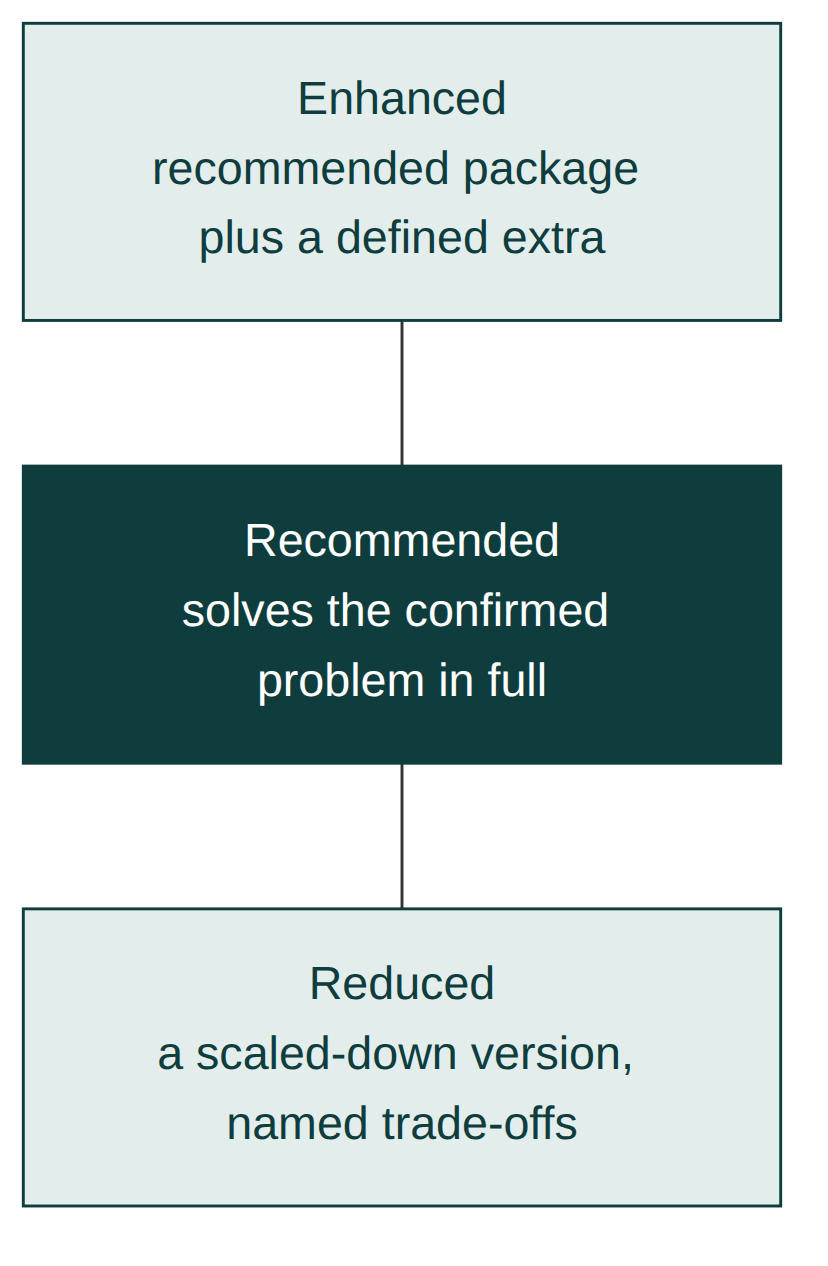 Enhanced
recommended package
plus a defined extra
Recommended
solves the confirmed
problem in full
Reduced
a scaled-down version,
named trade-offs